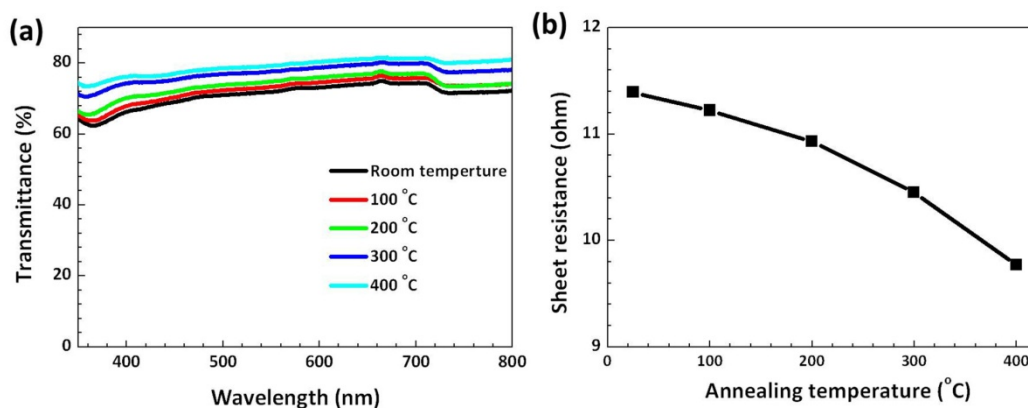 (a)
Transmittance (%)
80
60
40
20
0
Room temperture
100 °C
200 °C
300 °C
400 °C
400 500 600 700 800
Wavelength (nm)
(b)
Sheet resistance (ohm)
12
11
10
9
0 100 200 300 400
Annealing temperature (°C)